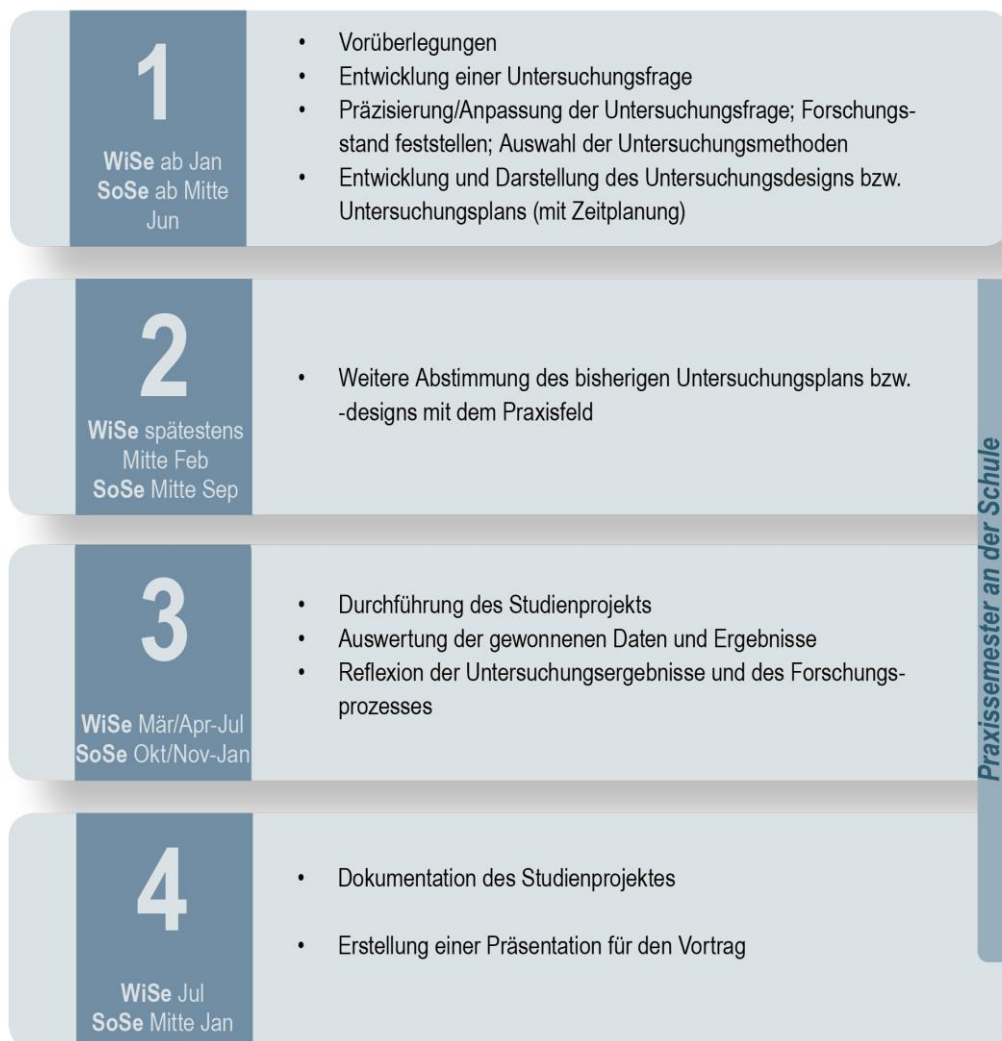 1
WiSe ab Jan
SoSe ab Mitte
Jun
• Vorüberlegungen
• Entwicklung einer Untersuchungsfrage
• Präzisierung/Anpassung der Untersuchungsfrage; Forschungs-
stand feststellen; Auswahl der Untersuchungsmethoden
• Entwicklung und Darstellung des Untersuchungsdesigns bzw.
Untersuchungsplans (mit Zeitplanung)
2
WiSe spätestens
Mitte Feb
SoSe Mitte Sep
• Weitere Abstimmung des bisherigen Untersuchungsplans bzw.
-designs mit dem Praxisfeld
3
WiSe Mär/Apr-Jul
SoSe Okt/Nov-Jan
• Durchführung des Studienprojekts
• Auswertung der gewonnenen Daten und Ergebnisse
• Reflexion der Untersuchungsergebnisse und des Forschungs-
prozesses
4
WiSe Jul
SoSe Mitte Jan
• Dokumentation des Studienprojektes
• Erstellung einer Präsentation für den Vortrag
Praxissemester an der Schule